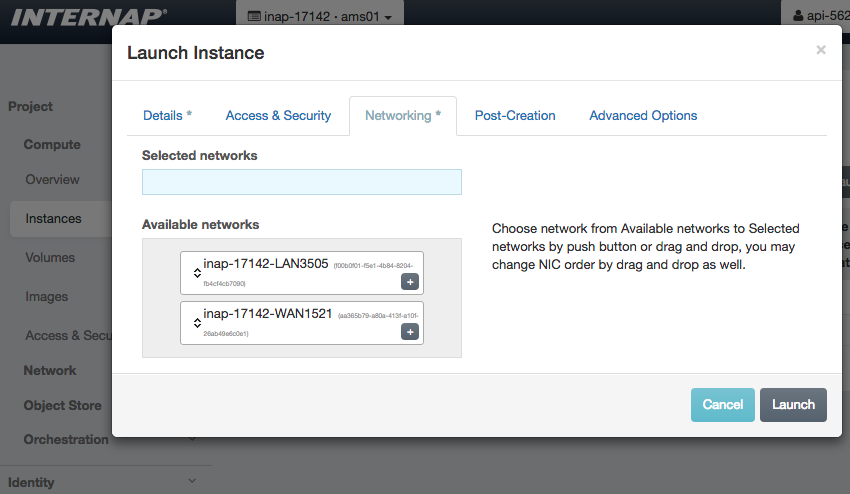 INTERNAP®
inap-17142 • ams01
api-562
Launch Instance
×
Project
Compute
Overview
Instances
Volumes
Images
Access & Secu
Network
Object Store
Orchestration
Identity
Details *
Access & Security
Networking *
Post-Creation
Advanced Options
Selected networks
Available networks
inap-17142-LAN3505 (f00b0f01-f5e1-4b84-8204-
fb4cf4cb7090)
+
inap-17142-WAN1521 (aa365b79-a80a-413f-a10f-
26ab49e6c0e1)
+
Choose network from Available networks to Selected
networks by push button or drag and drop, you may
change NIC order by drag and drop as well.
Cancel
Launch